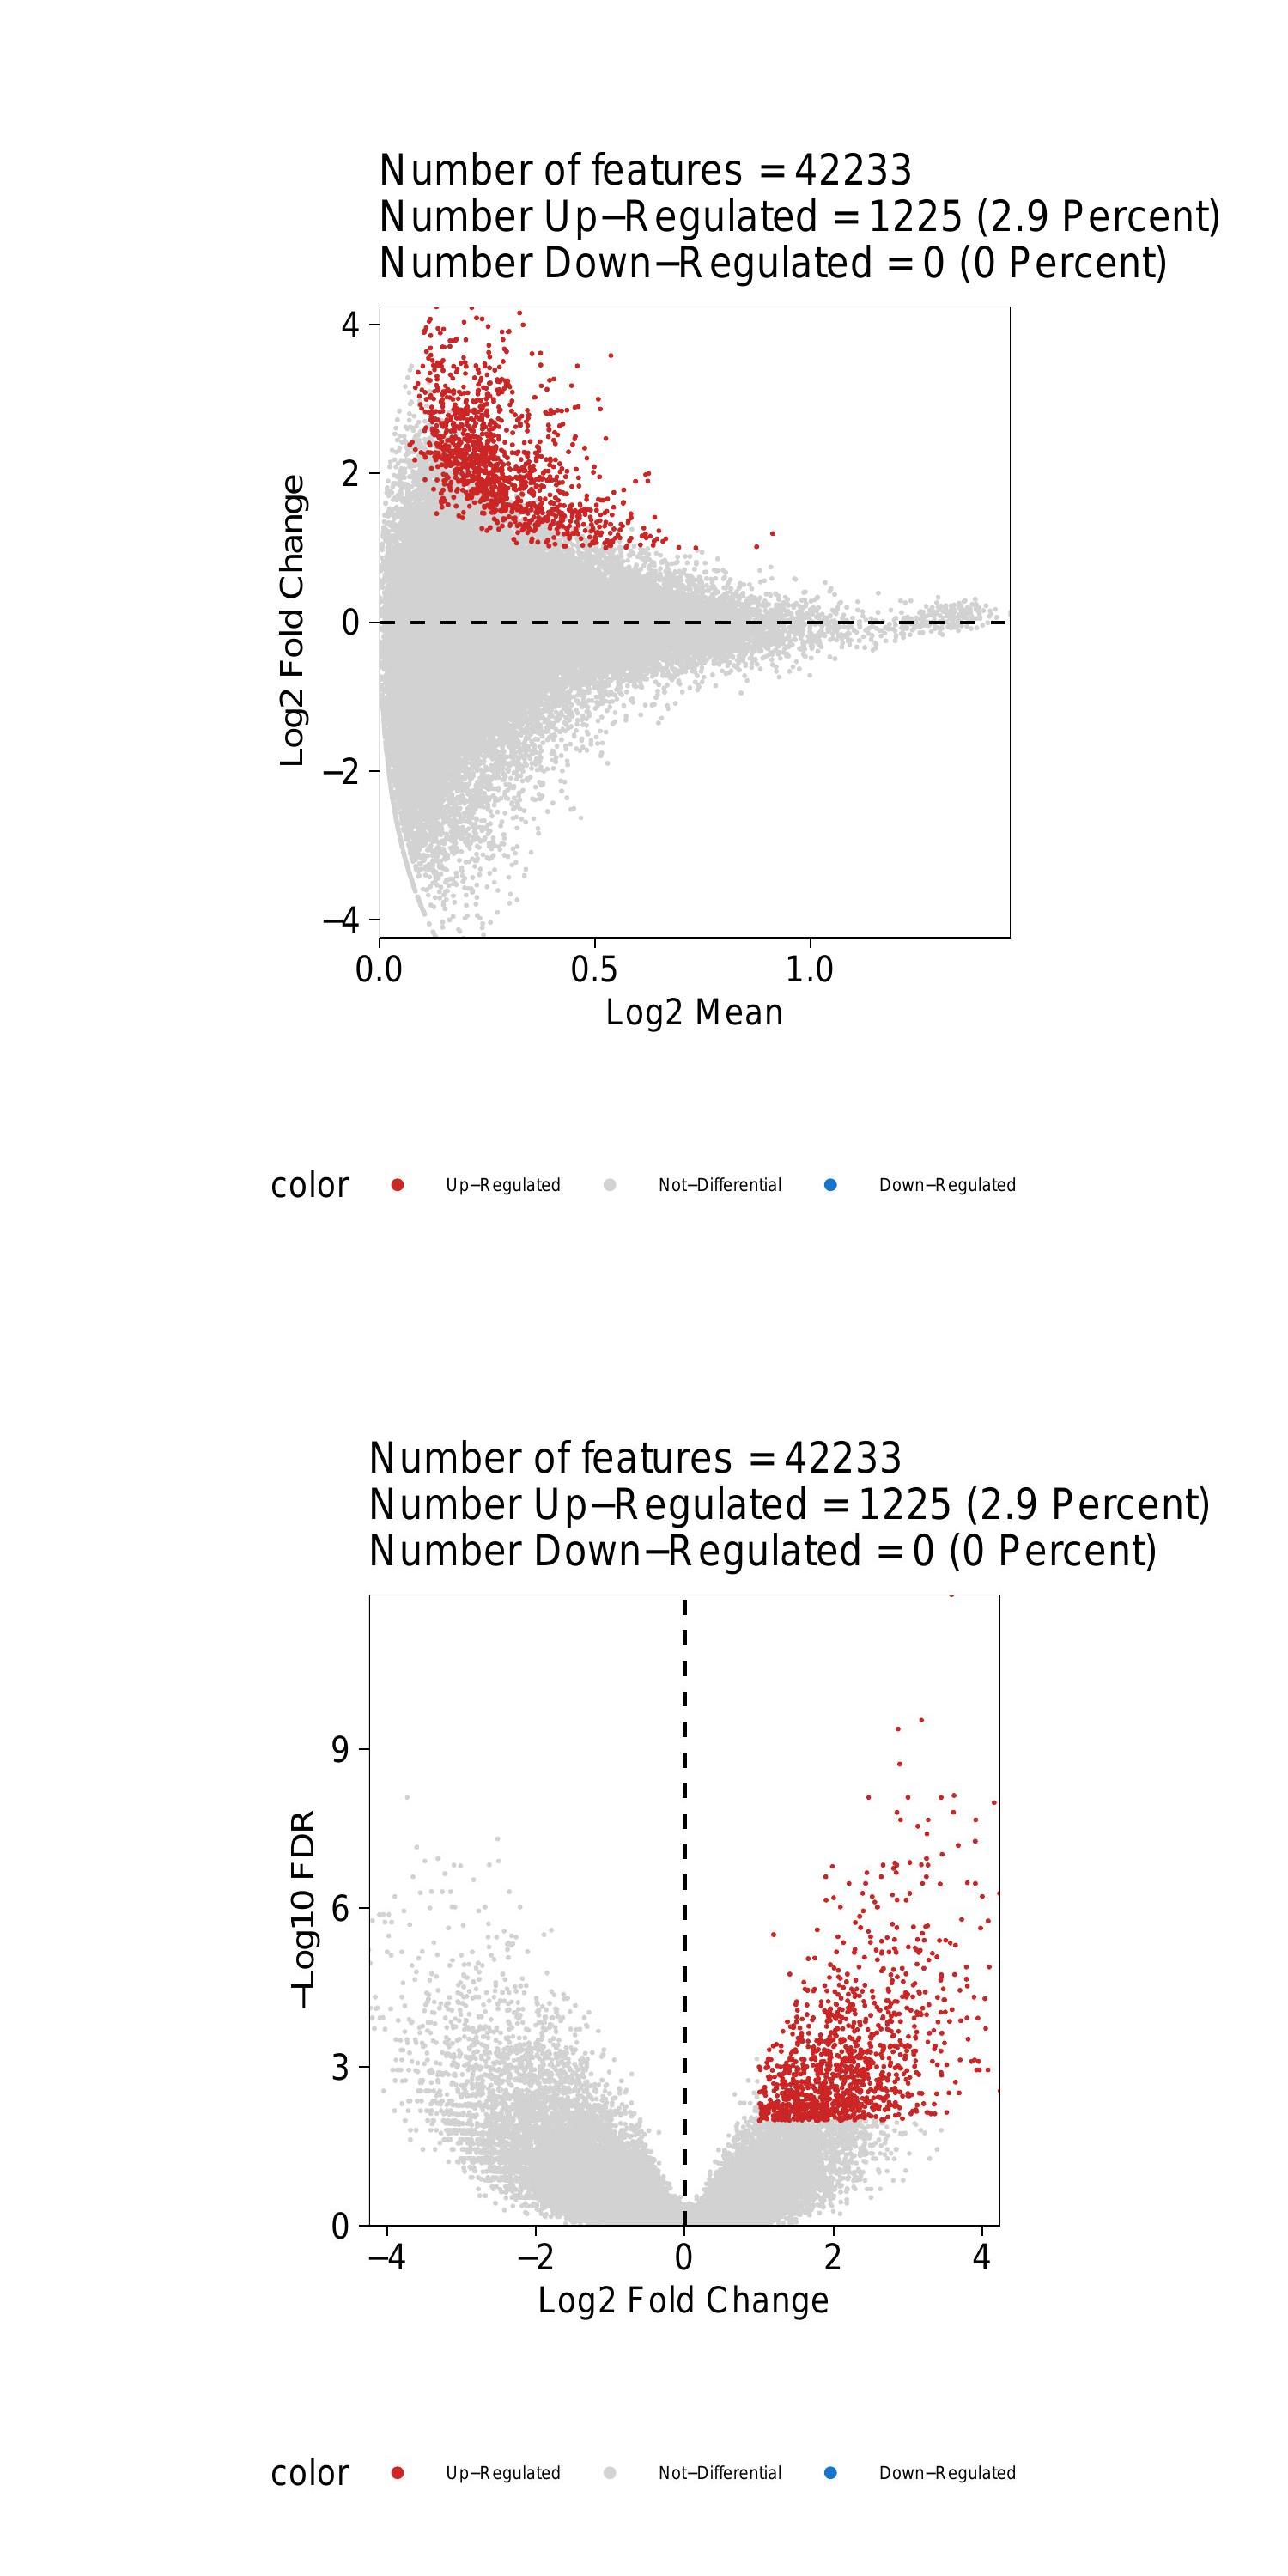 Number of features = 42233
Number Up−Regulated = 1225 (2.9 Percent)
Number Down−Regulated = 0 (0 Percent)
4
2
0
−2
−4
Log2 Fold Change
0.0 0.5 1.0
Log2 Mean
color Up−Regulated Not−Differential Down−Regulated
Number of features = 42233
Number Up−Regulated = 1225 (2.9 Percent)
Number Down−Regulated = 0 (0 Percent)
9
6
3
0
−Log10 FDR
−4 −2 0 2 4
Log2 Fold Change
color Up−Regulated Not−Differential Down−Regulated